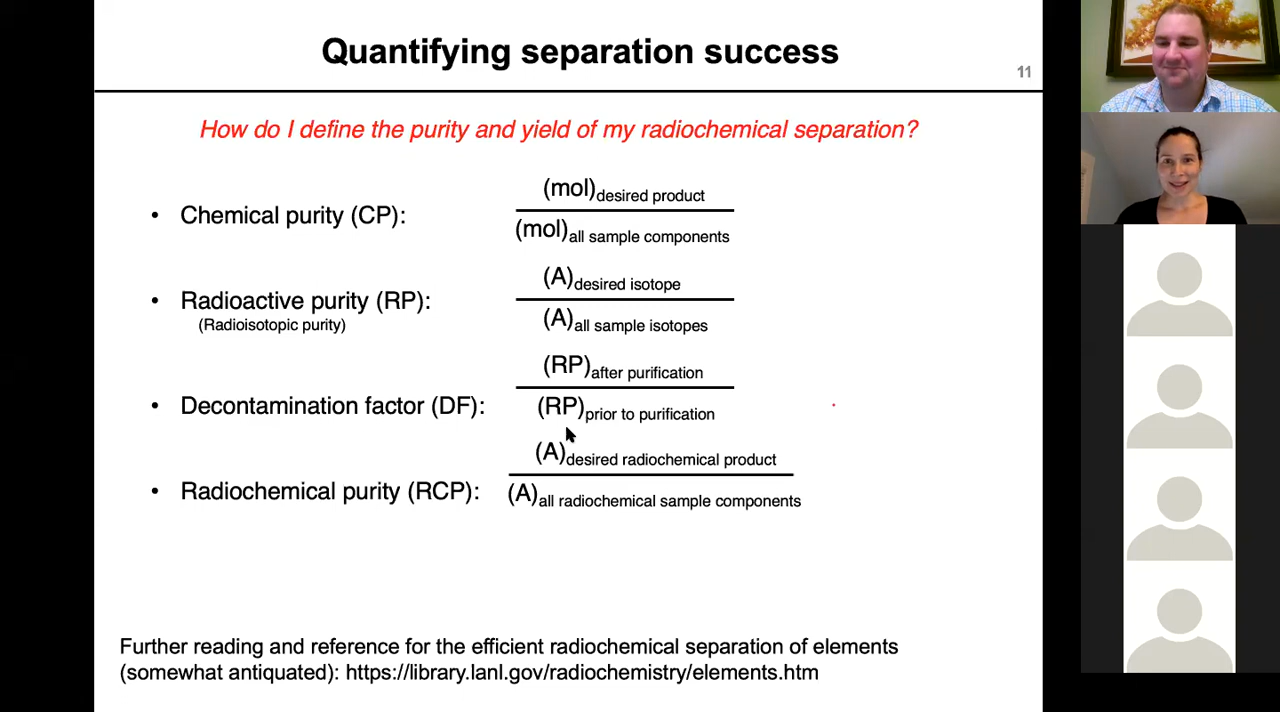 Quantifying separation success
11
How do I define the purity and yield of my radiochemical separation?
• Chemical purity (CP):
(mol)desired product
(mol)all sample components
• Radioactive purity (RP):
(Radioisotopic purity)
(A)desired isotope
(A)all sample isotopes
• Decontamination factor (DF):
(RP)after purification
(RP)prior to purification
• Radiochemical purity (RCP):
(A)desired radiochemical product
(A)all radiochemical sample components
Further reading and reference for the efficient radiochemical separation of elements
(somewhat antiquated): https://library.lanl.gov/radiochemistry/elements.htm